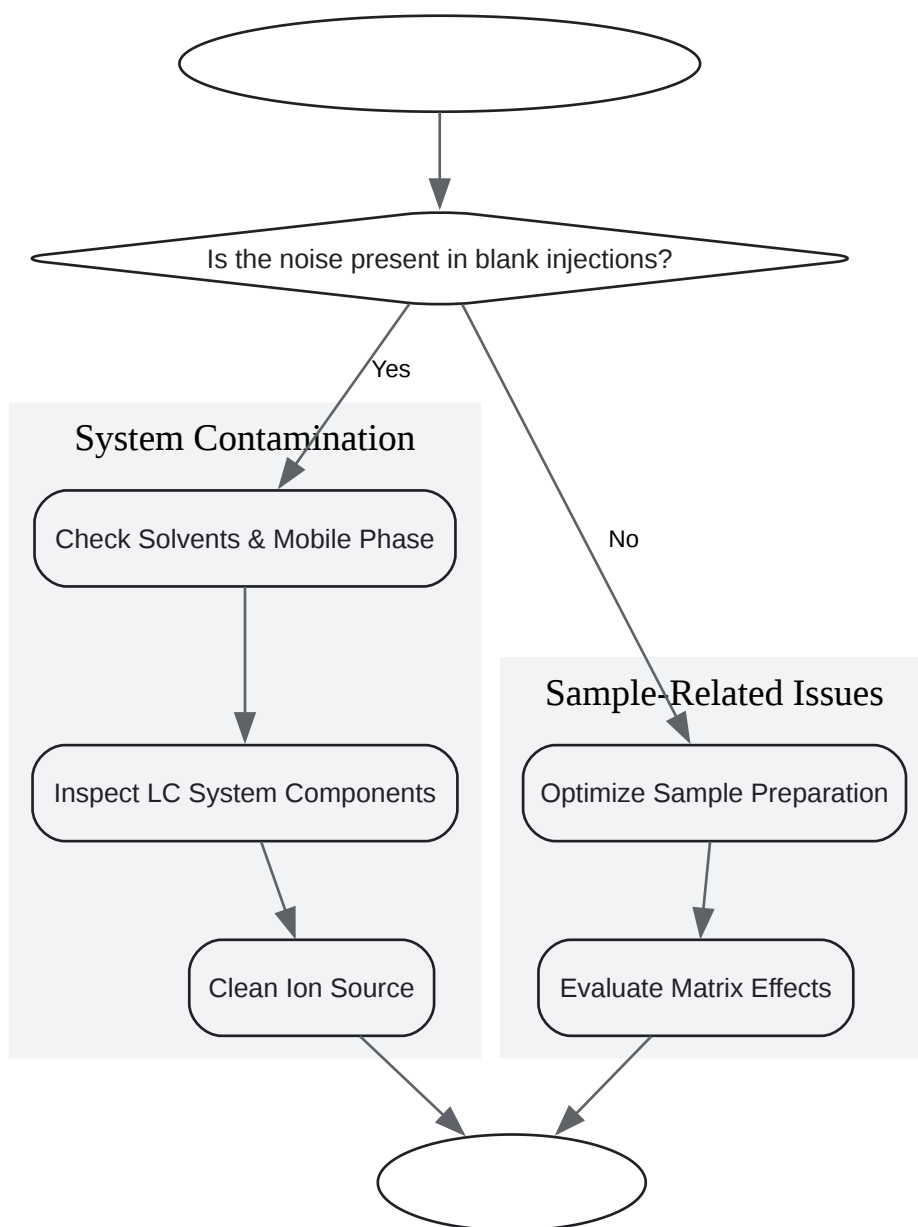 Is the noise present in blank injections?
Yes
System Contamination
Check Solvents & Mobile Phase
No
Sample-Related Issues
Inspect LC System Components
Optimize Sample Preparation
Clean Ion Source
Evaluate Matrix Effects